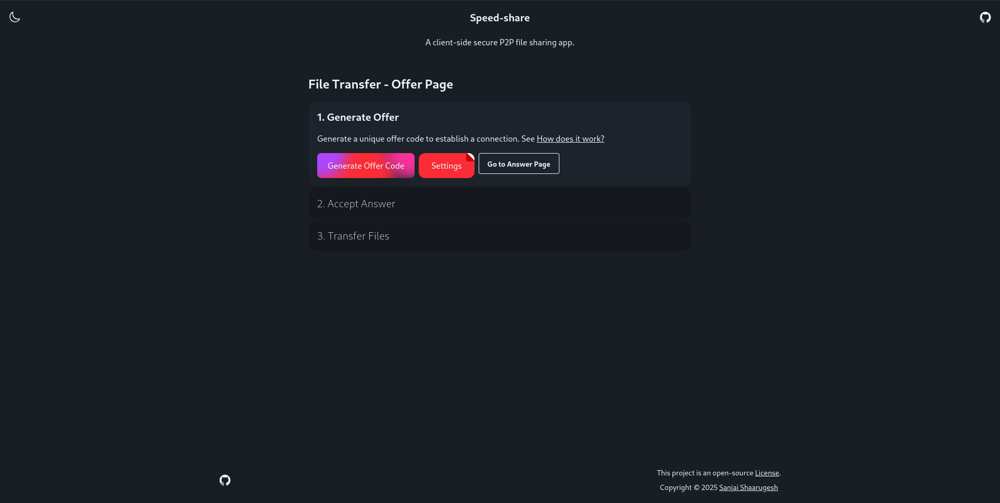 Speed-share
A client-side secure P2P file sharing app.
File Transfer - Offer Page
1. Generate Offer
Generate a unique offer code to establish a connection. See How does it work?
Generate Offer Code
Settings
Go to Answer Page
2. Accept Answer
3. Transfer Files
This project is an open-source License.
Copyright © 2025 Sanjai Shaarugesh